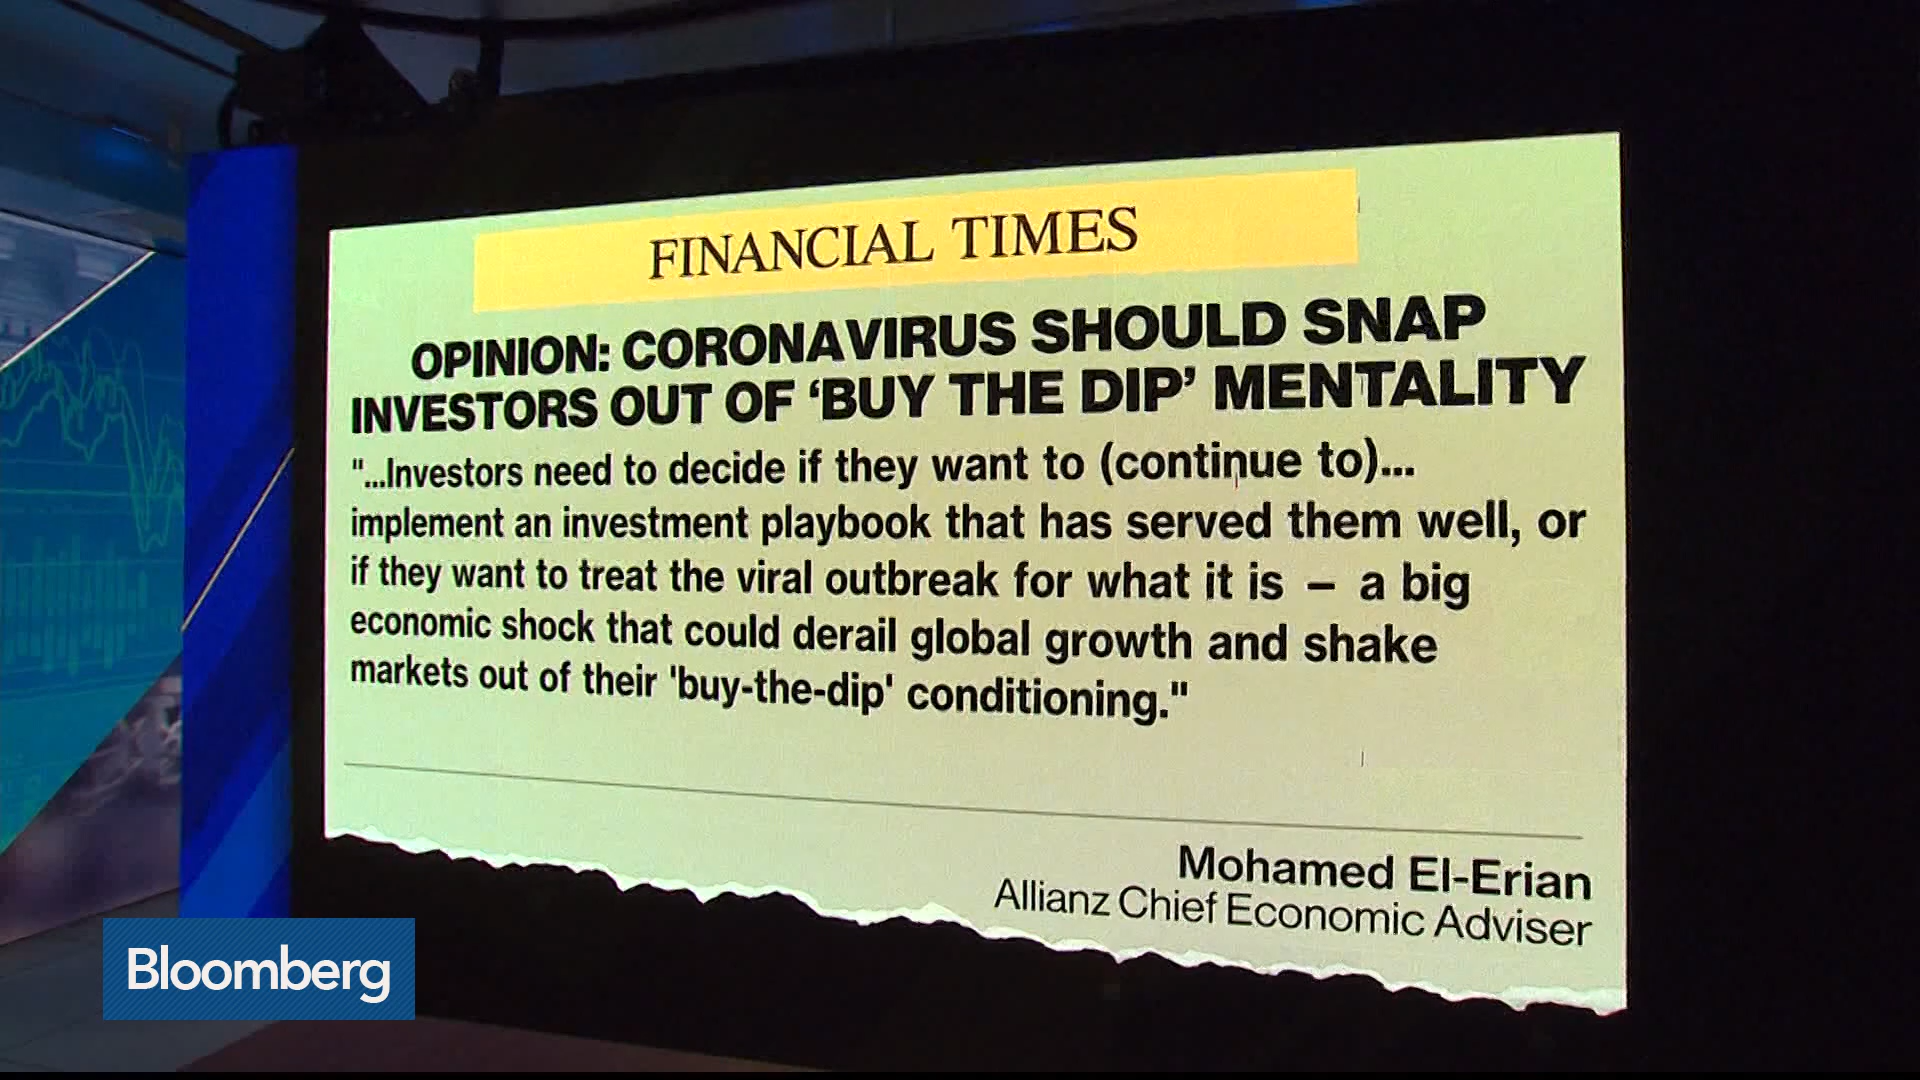 FINANCIAL TIMES
OPINION: CORONAVIRUS SHOULD SNAP
INVESTORS OUT OF ‘BUY THE DIP’ MENTALITY
"...Investors need to decide if they want to (continue to)...
implement an investment playbook that has served them well, or
if they want to treat the viral outbreak for what it is – a big
economic shock that could derail global growth and shake
markets out of their 'buy-the-dip' conditioning."
Mohamed El-Erian
Allianz Chief Economic Adviser
Bloomberg